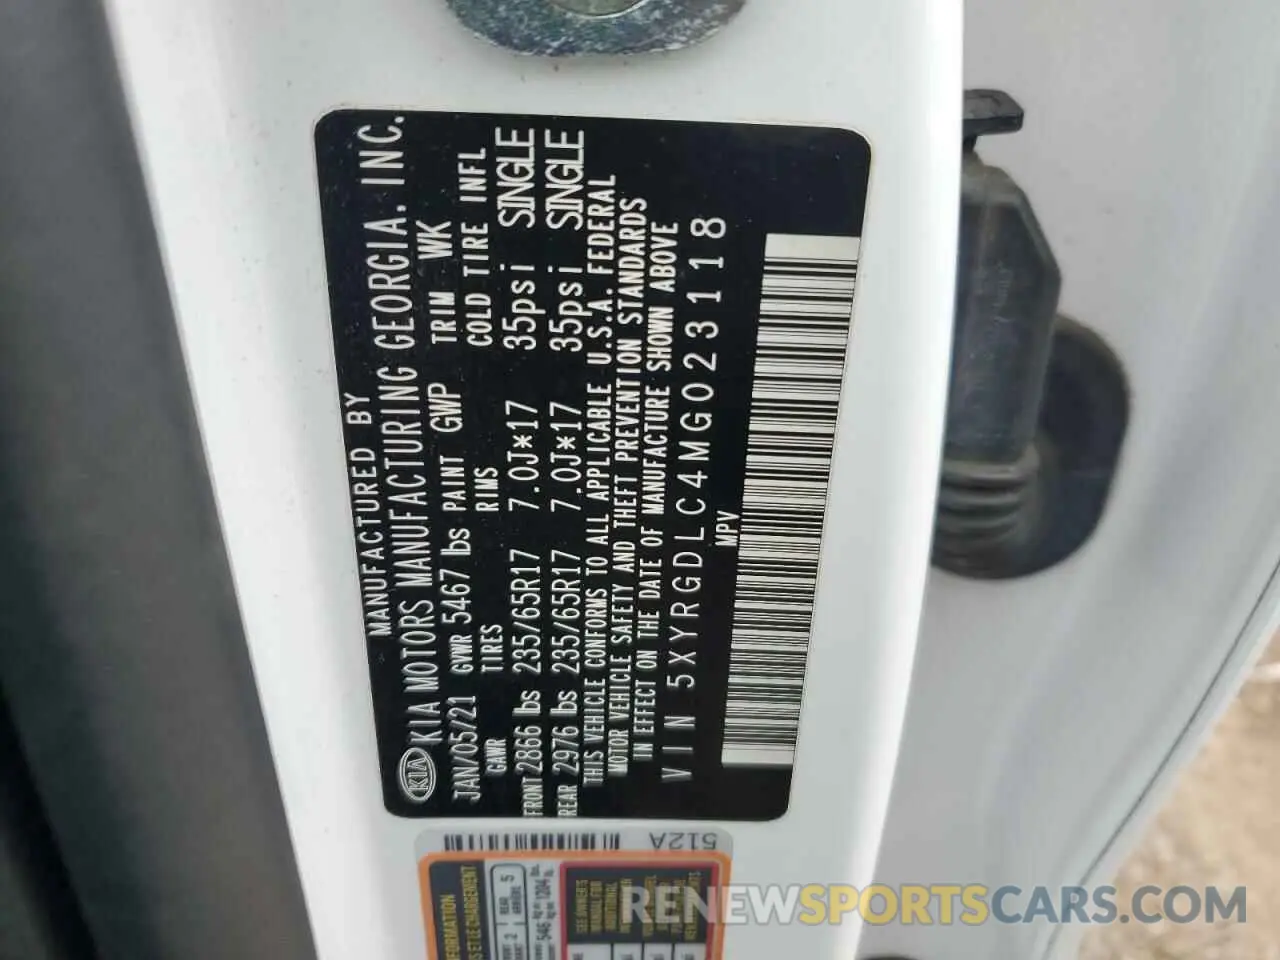 MANUFACTURED BY
KIA KIA MOTORS MANUFACTURING GEORGIA. INC.
JAN/05/21 GVWR 5467 lbs PAINT GWP TRIM WK
GAWR TIRES RIMS COLD TIRE INFL
FRONT 2866 lbs 235/65R17 7.0J*17 35psi SINGLE
REAR 2976 lbs 235/65R17 7.0J*17 35psi SINGLE
THIS VEHICLE CONFORMS TO ALL APPLICABLE U.S.A. FEDERAL
MOTOR VEHICLE SAFETY AND THEFT PREVENTION STANDARDS
IN EFFECT ON THE DATE OF MANUFACTURE SHOWN ABOVE
VIN 5XYRGDLC4MG023118
MPV
512A
RENEWSPORTSCARS.COM